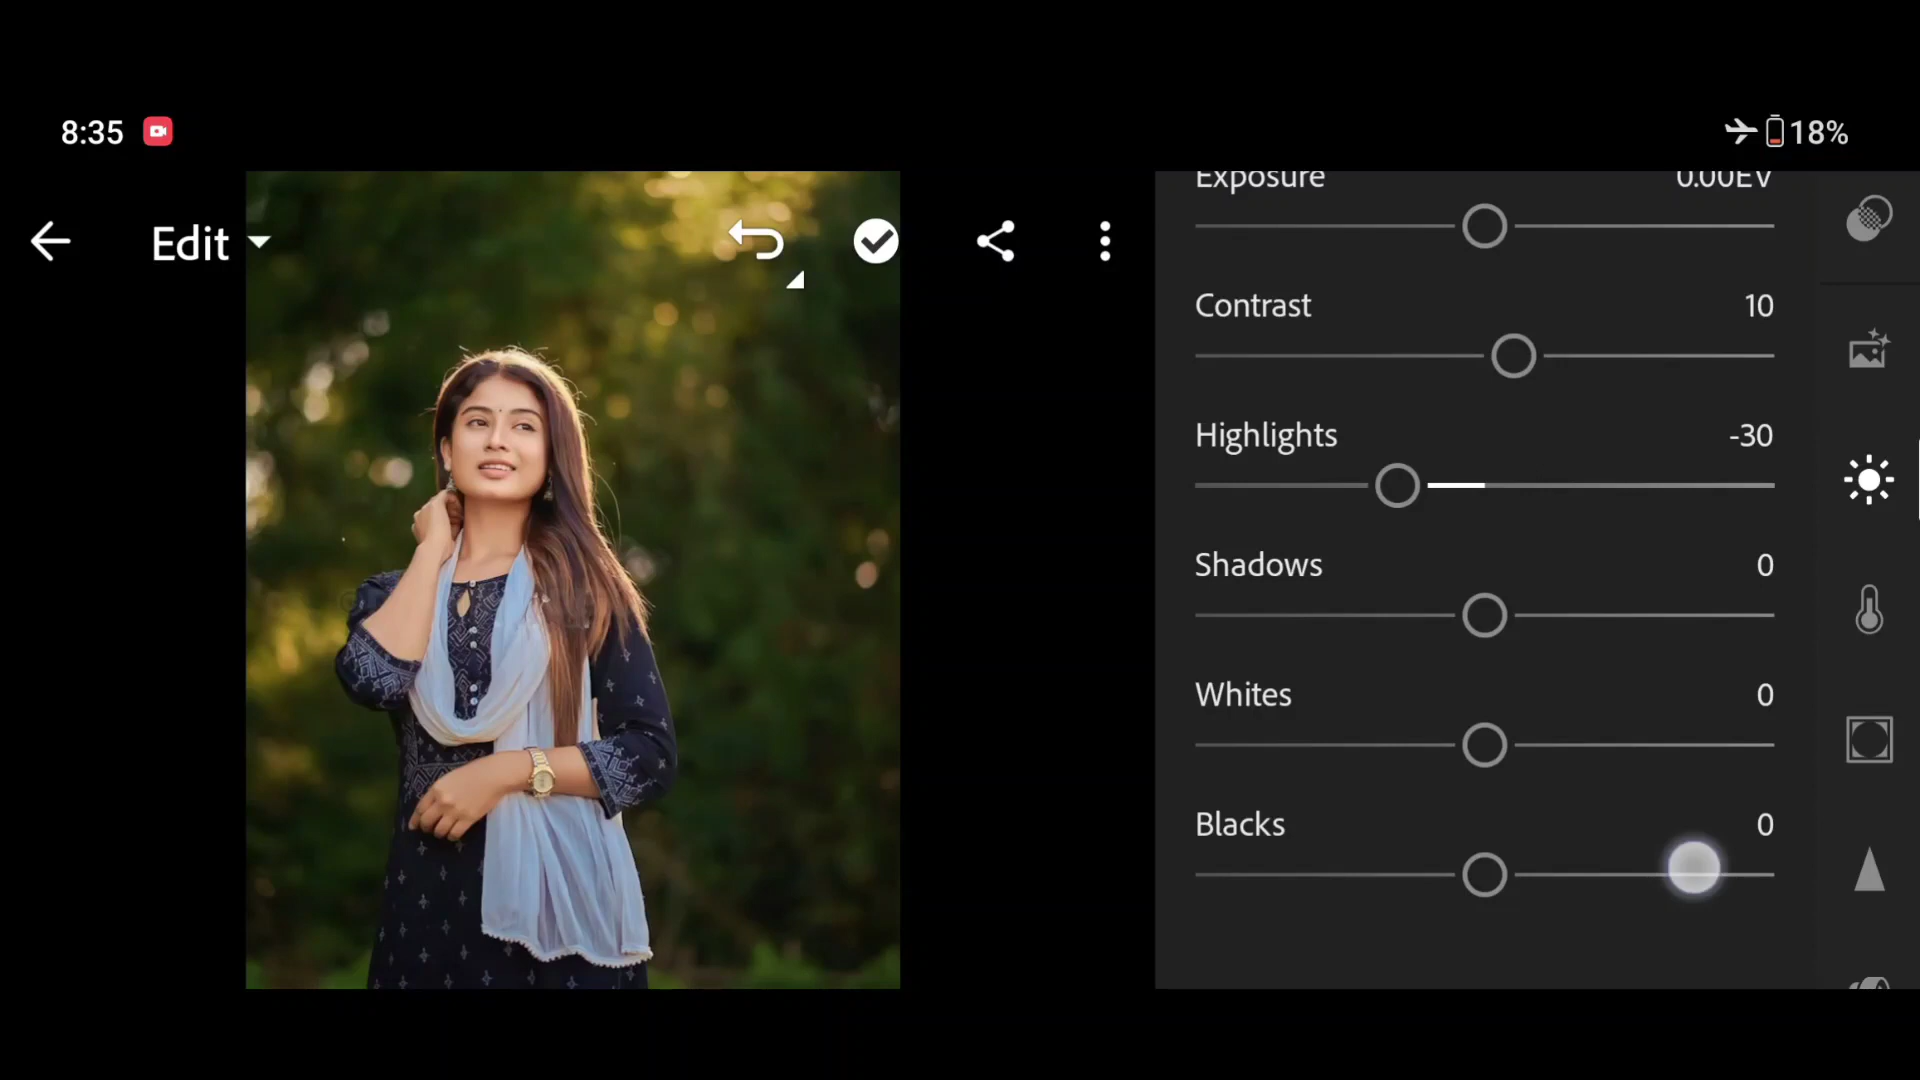 8:35
18%
Edit
Exposure 0.00EV
Contrast 10
Highlights -30
Shadows 0
Whites 0
Blacks 0